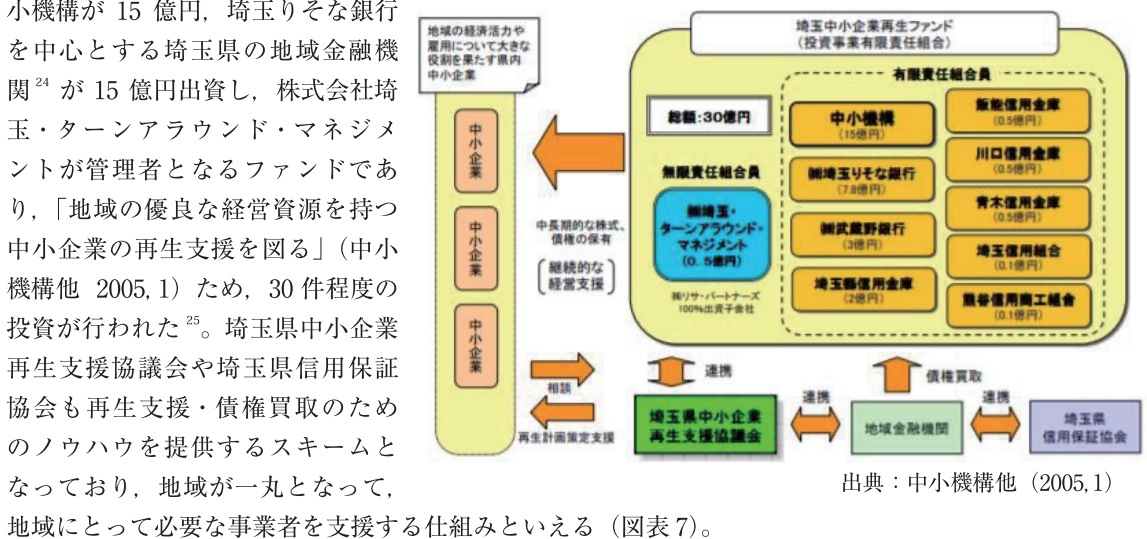 小機構が 15 億円，埼玉りそな銀行
を中心とする埼玉県の地域金融機
関24 が 15 億円出資し，株式会社埼
玉・ターンアラウンド・マネジメ
ントが管理者となるファンドであ
り，「地域の優良な経営資源を持つ
中小企業の再生支援を図る」（中小
機構他 2005, 1）ため，30 件程度の
投資が行われた25。埼玉県中小企業
再生支援協議会や埼玉県信用保証
協会も再生支援・債権買取のため
のノウハウを提供するスキームと
なっており，地域が一丸となって，
地域にとって必要な事業者を支援する仕組みといえる（図表7）。
地域の経済活力や
雇用について大きな
役割を果たす県内
中小企業
中小企業
中小企業
中小企業
埼玉中小企業再生ファンド
（投資事業有限責任組合）
総額：30億円
無限責任組合員
㈱埼玉・
ターンアラウンド・
マネジメント
（0.5億円）
㈱リサ・パートナーズ
100%出資子会社
有限責任組合員
中小機構
（15億円）
㈱埼玉りそな銀行
（7.8億円）
㈱武蔵野銀行
（3億円）
埼玉縣信用金庫
（2億円）
飯能信用金庫
（0.5億円）
川口信用金庫
（0.5億円）
青木信用金庫
（0.5億円）
埼玉信用組合
（0.1億円）
熊谷信用商工組合
（0.1億円）
中長期的な株式、
債権の保有
継続的な
経営支援
相談
再生計画策定支援
連携
埼玉県中小企業
再生支援協議会
連携
債権買取
地域金融機関
連携
埼玉県
信用保証協会
出典：中小機構他（2005, 1）